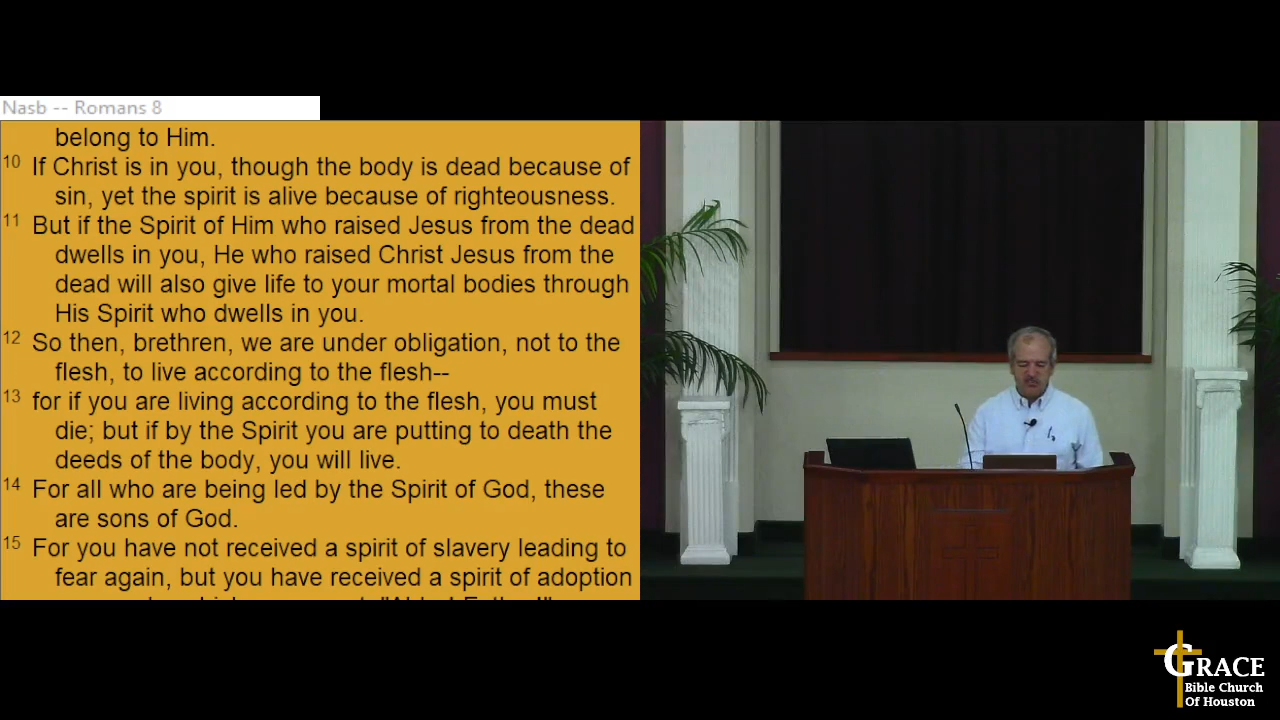 Nasb -- Romans 8
belong to Him.
10 If Christ is in you, though the body is dead because of
sin, yet the spirit is alive because of righteousness.
11 But if the Spirit of Him who raised Jesus from the dead
dwells in you, He who raised Christ Jesus from the
dead will also give life to your mortal bodies through
His Spirit who dwells in you.
12 So then, brethren, we are under obligation, not to the
flesh, to live according to the flesh--
13 for if you are living according to the flesh, you must
die; but if by the Spirit you are putting to death the
deeds of the body, you will live.
14 For all who are being led by the Spirit of God, these
are sons of God.
15 For you have not received a spirit of slavery leading to
fear again, but you have received a spirit of adoption
GRACE
Bible Church
Of Houston